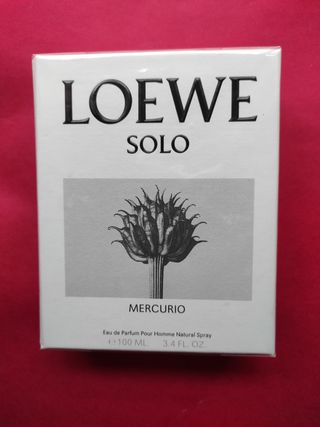 LOEWE
SOLO
MERCURIO
Eau de Parfum Pour Homme Natural Spray
℮100 ML 3.4 FL. OZ.